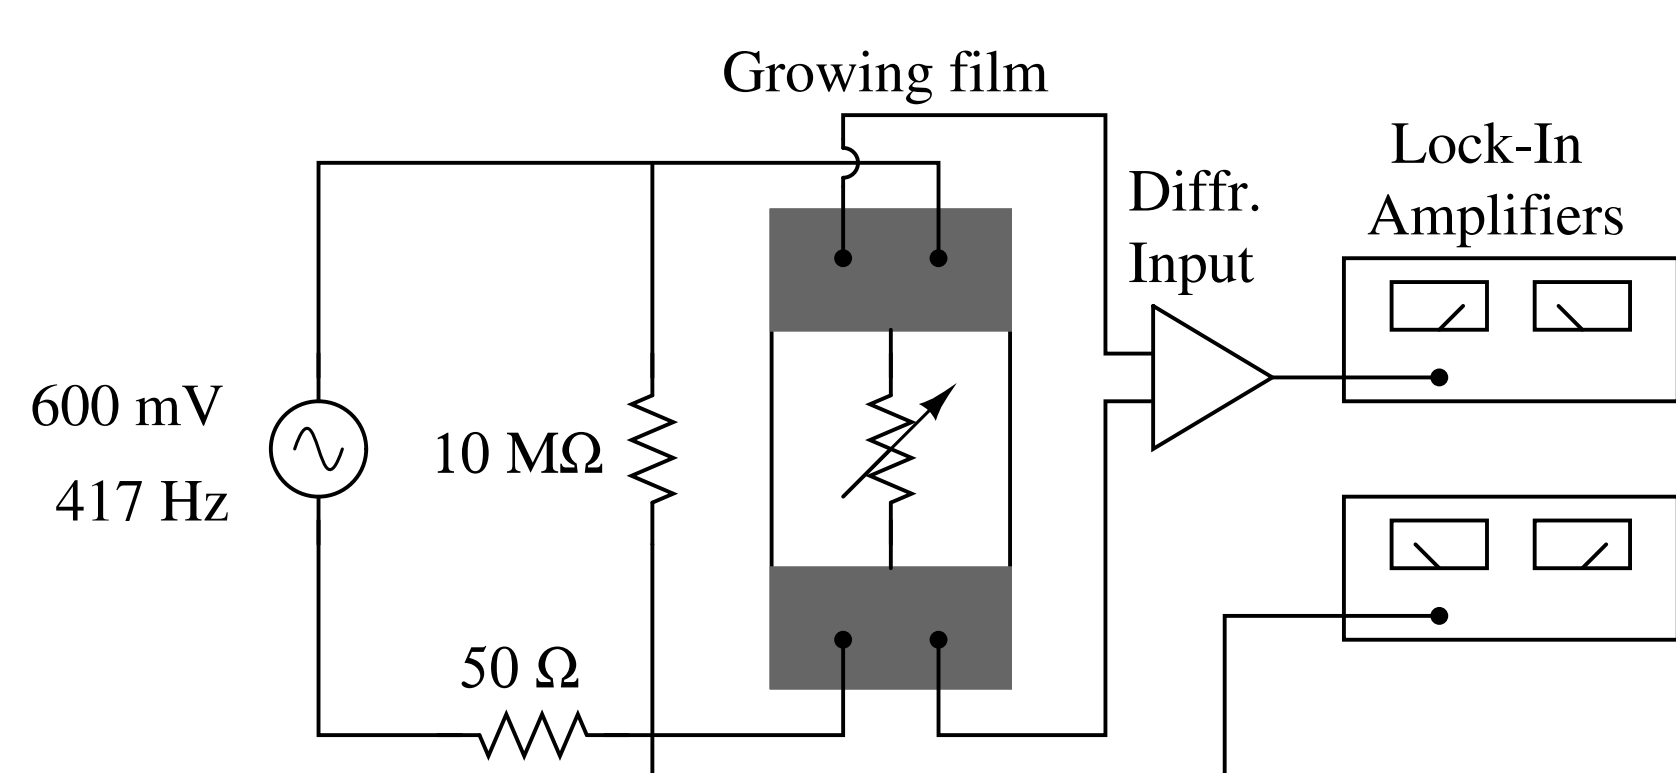 Growing film
Lock-In
Amplifiers
Diffr.
Input
600 mV
417 Hz
10 MΩ
50 Ω